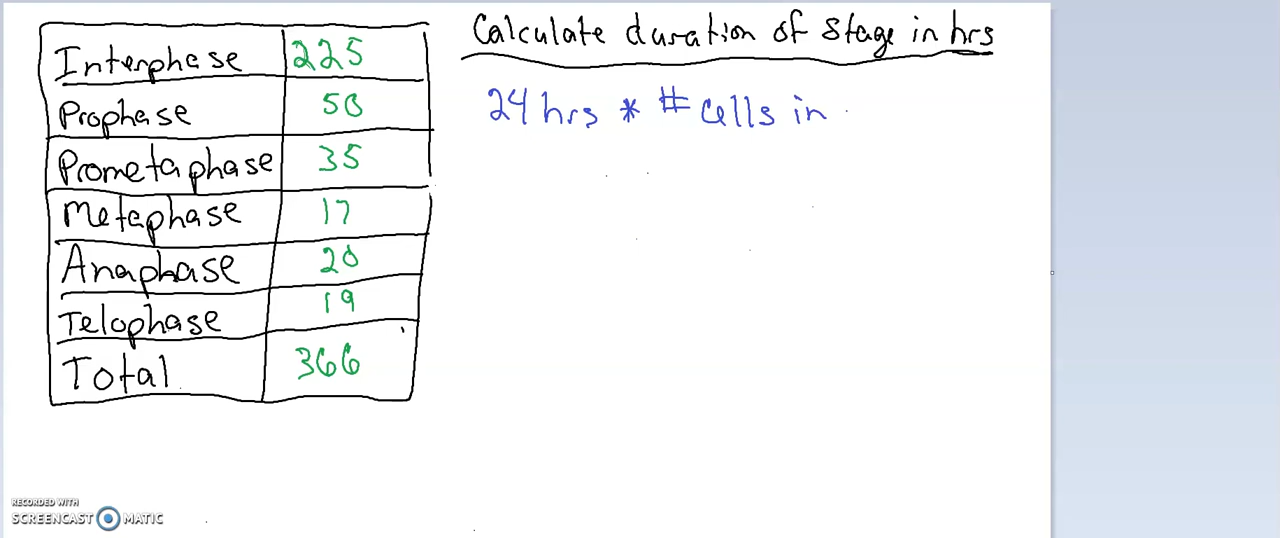 Calculate duration of stage in hrs
Interphase 225
24 hrs * # cells in
Prophase 50
Prometaphase 35
Metaphase 17
Anaphase 20
Telophase 19
Total 366
RECORDED WITH
SCREENCAST MATIC